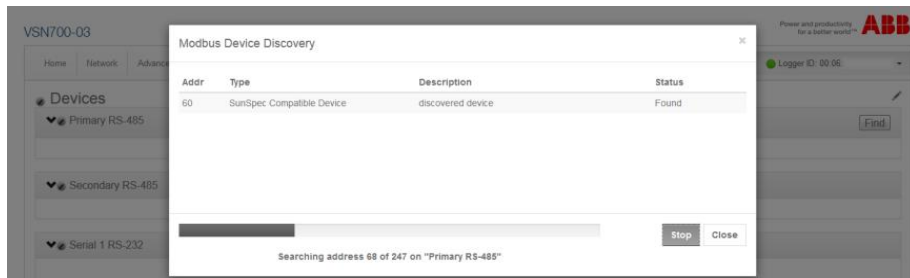 VSN700-03
Power and productivity
for a better world™
ABB
Home Network Advance
Logger ID: 00:06:
Devices
Primary RS-485
Find
Secondary RS-485
Serial 1 RS-232
Modbus Device Discovery
×
Addr Type Description Status
60 SunSpec Compatible Device discovered device Found
Stop Close
Searching address 68 of 247 on "Primary RS-485"